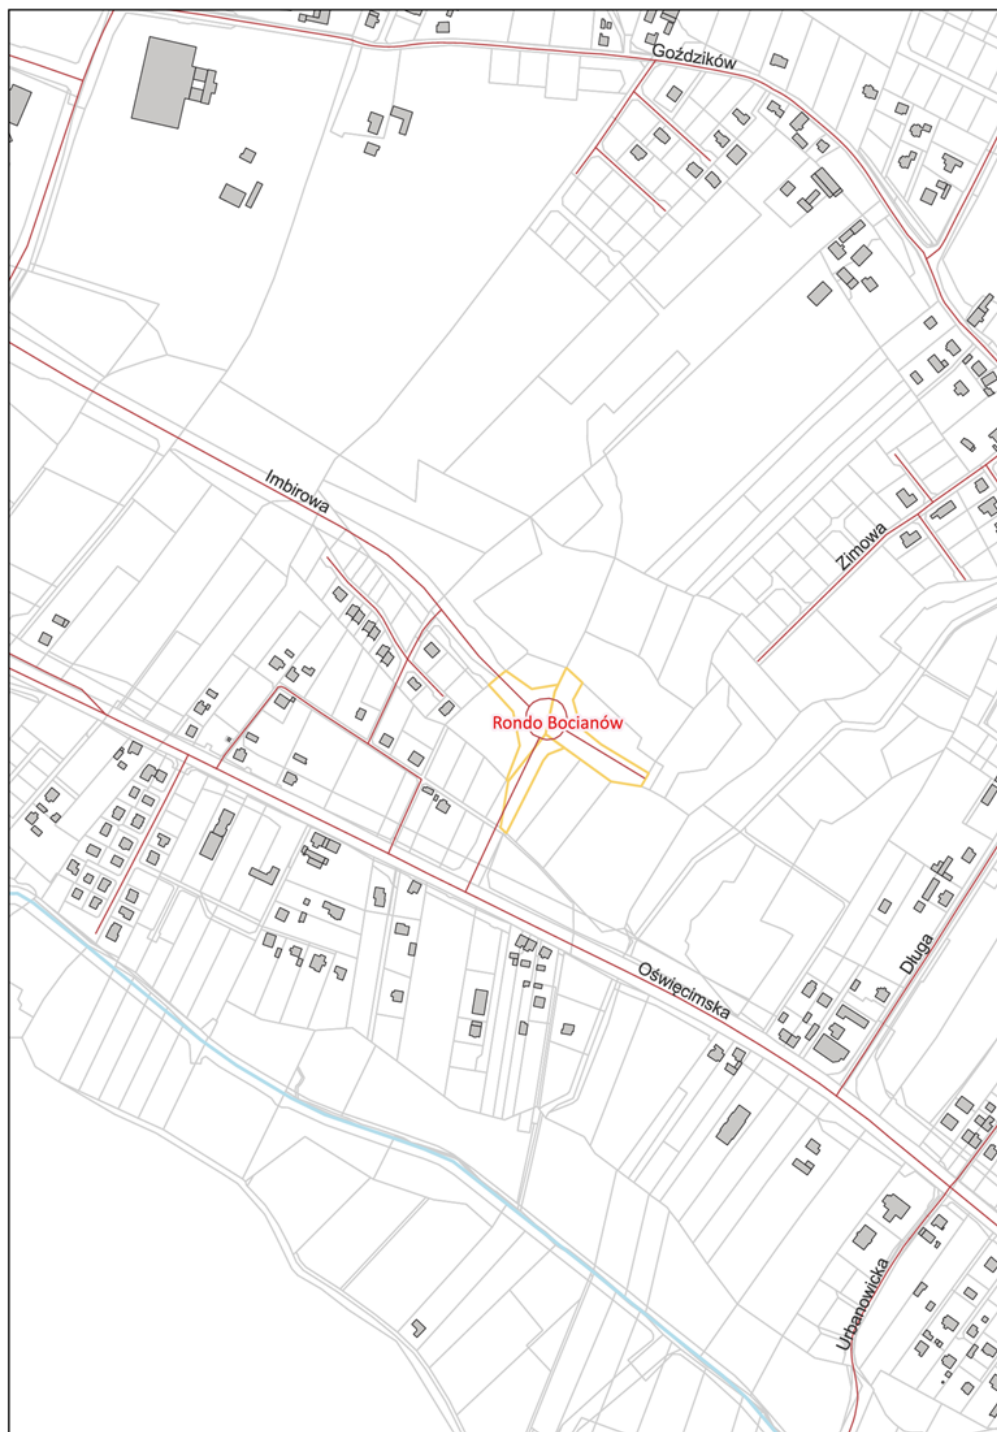 Goździków
Imbirowa
Zimowa
Rondo Bocianów
Długa
Oświęcimska
Urbanowicka